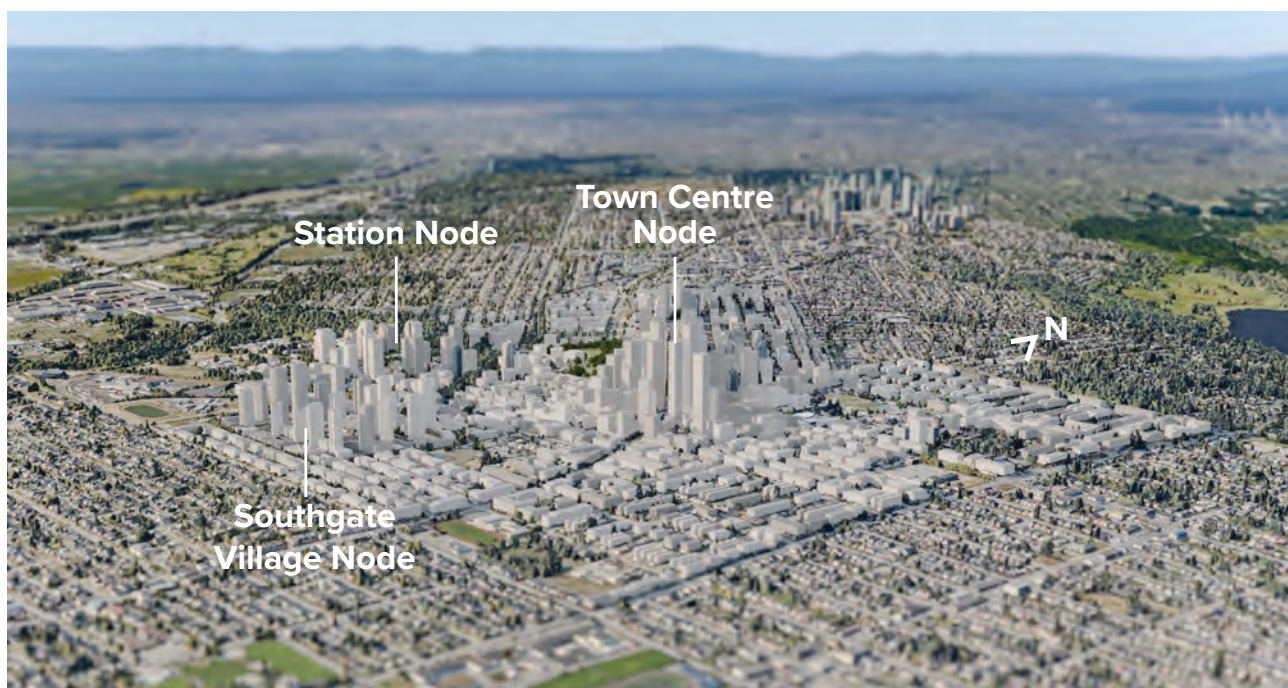 Town Centre
Node
Station Node
N
Southgate
Village Node